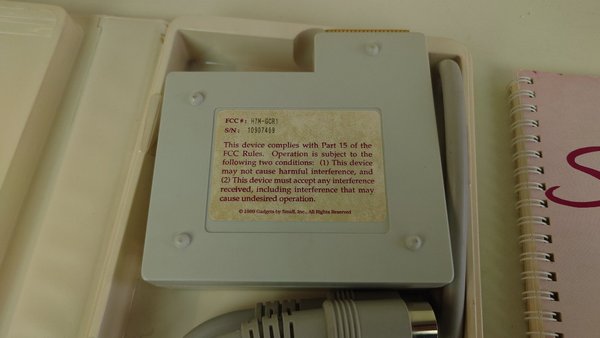 FCC #: H7M-GCR1
S/N: 10907409
This device complies with Part 15 of the
FCC Rules. Operation is subject to the
following two conditions: (1) This device
may not cause harmful interference, and
(2) This device must accept any interference
received, including interference that may
cause undesired operation.
© 1989 Gadgets by Small, Inc., All Rights Reserved
S